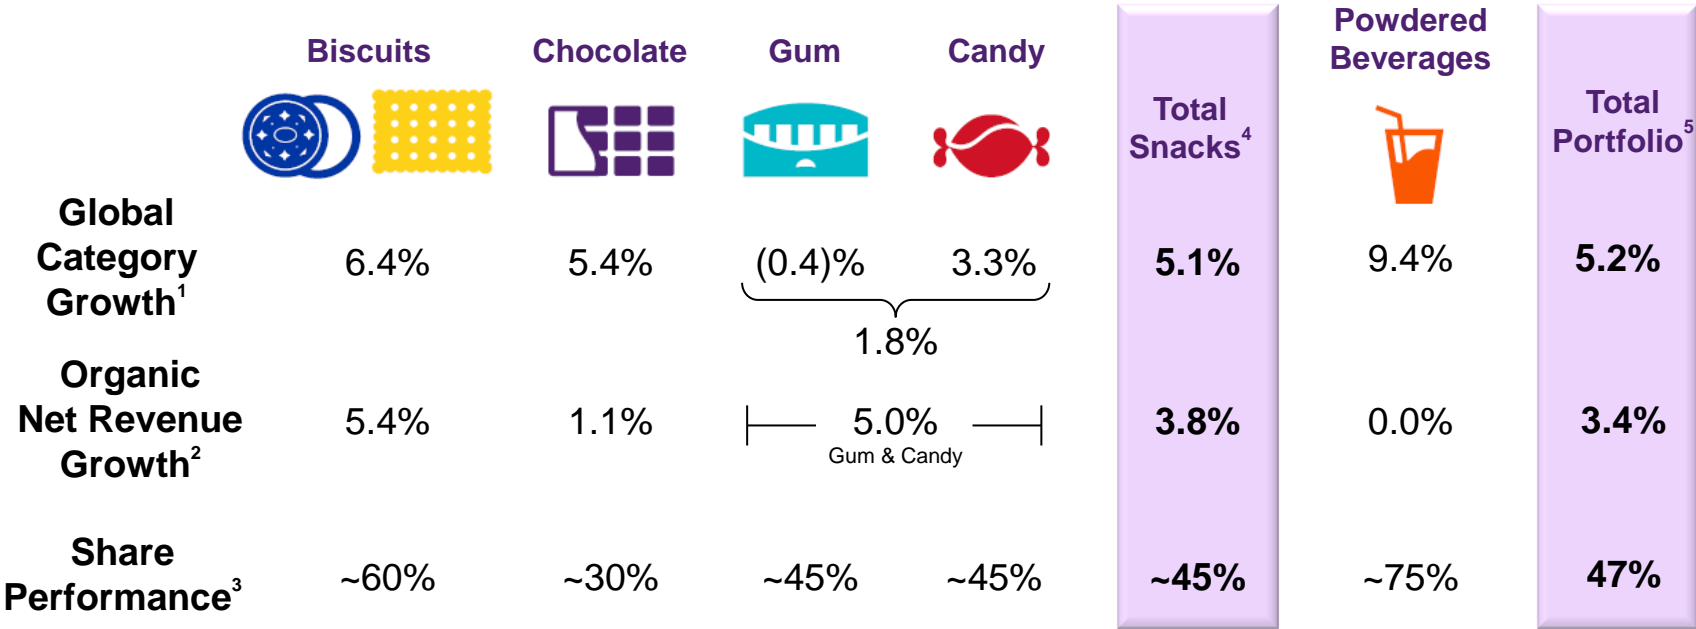 Biscuits Chocolate Gum Candy Total Snacks4 Powdered Beverages Total Portfolio5
Global Category Growth1 6.4% 5.4% (0.4)% 3.3% 5.1% 9.4% 5.2%
1.8%
Organic Net Revenue Growth2 5.4% 1.1% 5.0% 3.8% 0.0% 3.4%
Gum & Candy
Share Performance3 ~60% ~30% ~45% ~45% ~45% ~75% 47%